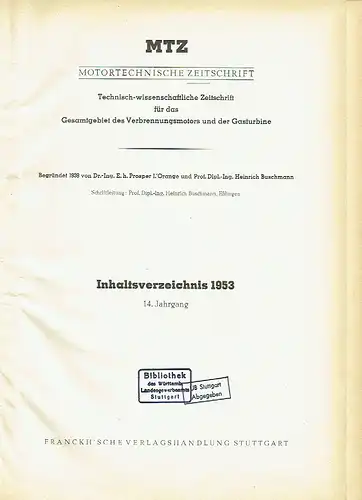 MTZ
MOTORTECHNISCHE ZEITSCHRIFT
Technisch-wissenschaftliche Zeitschrift
für das
Gesamtgebiet des Verbrennungsmotors und der Gasturbine
Begründet 1939 von Dr.-Ing. E. h. Prosper L'Orange und Prof. Dipl.-Ing. Heinrich Buschmann
Schriftleitung: Prof. Dipl.-Ing. Heinrich Buschmann, Eßlingen
Inhaltsverzeichnis 1953
14. Jahrgang
Bibliothek
des Württemb.
Landesgewerbeamts
Stuttgart
JB Stuttgart
Abgegeben
FRANCKH'SCHE VERLAGSHANDLUNG STUTTGART